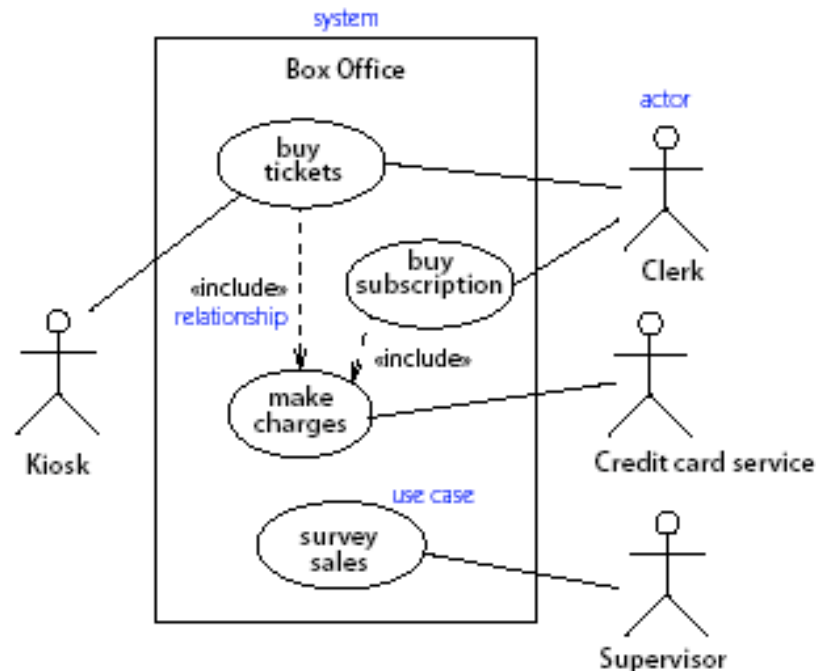 system
Box Office
actor
buy
tickets
Clerk
buy
subscription
«include»
relationship
«include»
make
charges
Kiosk
Credit card service
use case
survey
sales
Supervisor